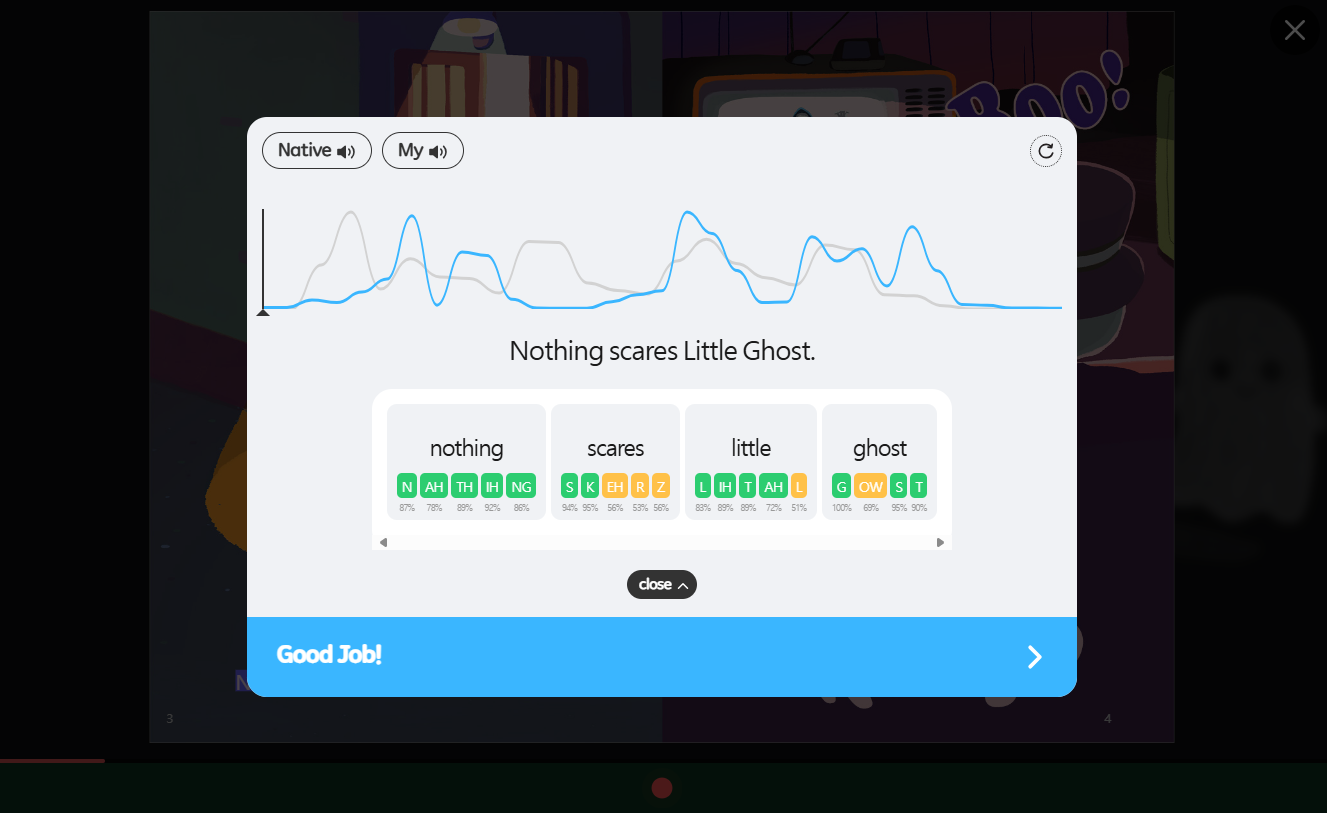 BOO!
Native
My
Nothing scares Little Ghost.
nothing scares little ghost
N AH TH IH NG S K EH R Z L IH T AH L G OW S T
87% 78% 89% 92% 86% 94% 95% 56% 53% 56% 83% 89% 89% 72% 51% 100% 69% 95% 90%
close
Good Job!
N
3 4